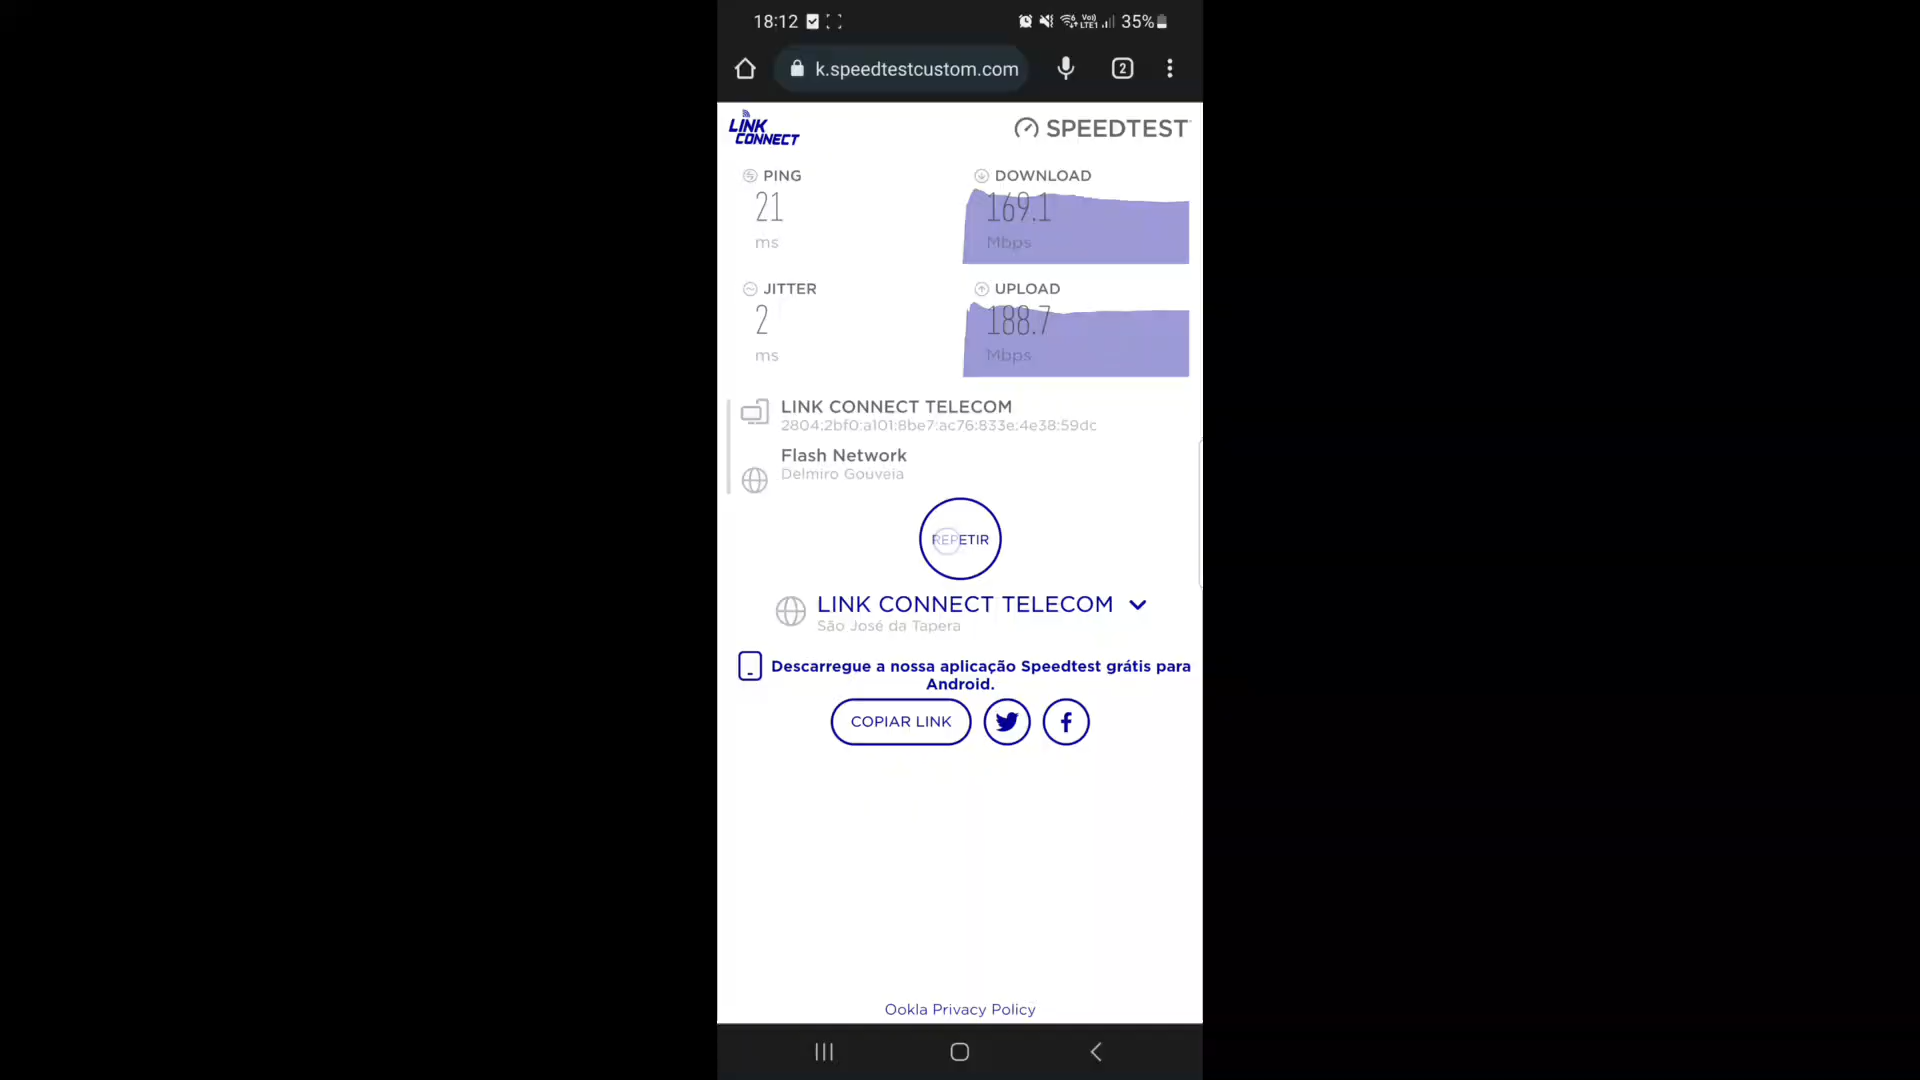 18:12
Vo)) LTE1 35%
k.speedtestcustom.com 2
LINK CONNECT
SPEEDTEST
PING
21
ms
DOWNLOAD
169.1
Mbps
JITTER
2
ms
UPLOAD
188.7
Mbps
LINK CONNECT TELECOM
2804:2bf0:a101:8be7:ac76:833e:4e38:59dc
Flash Network
Delmiro Gouveia
REPETIR
LINK CONNECT TELECOM
São José da Tapera
Descarregue a nossa aplicação Speedtest grátis para
Android.
COPIAR LINK
Ookla Privacy Policy